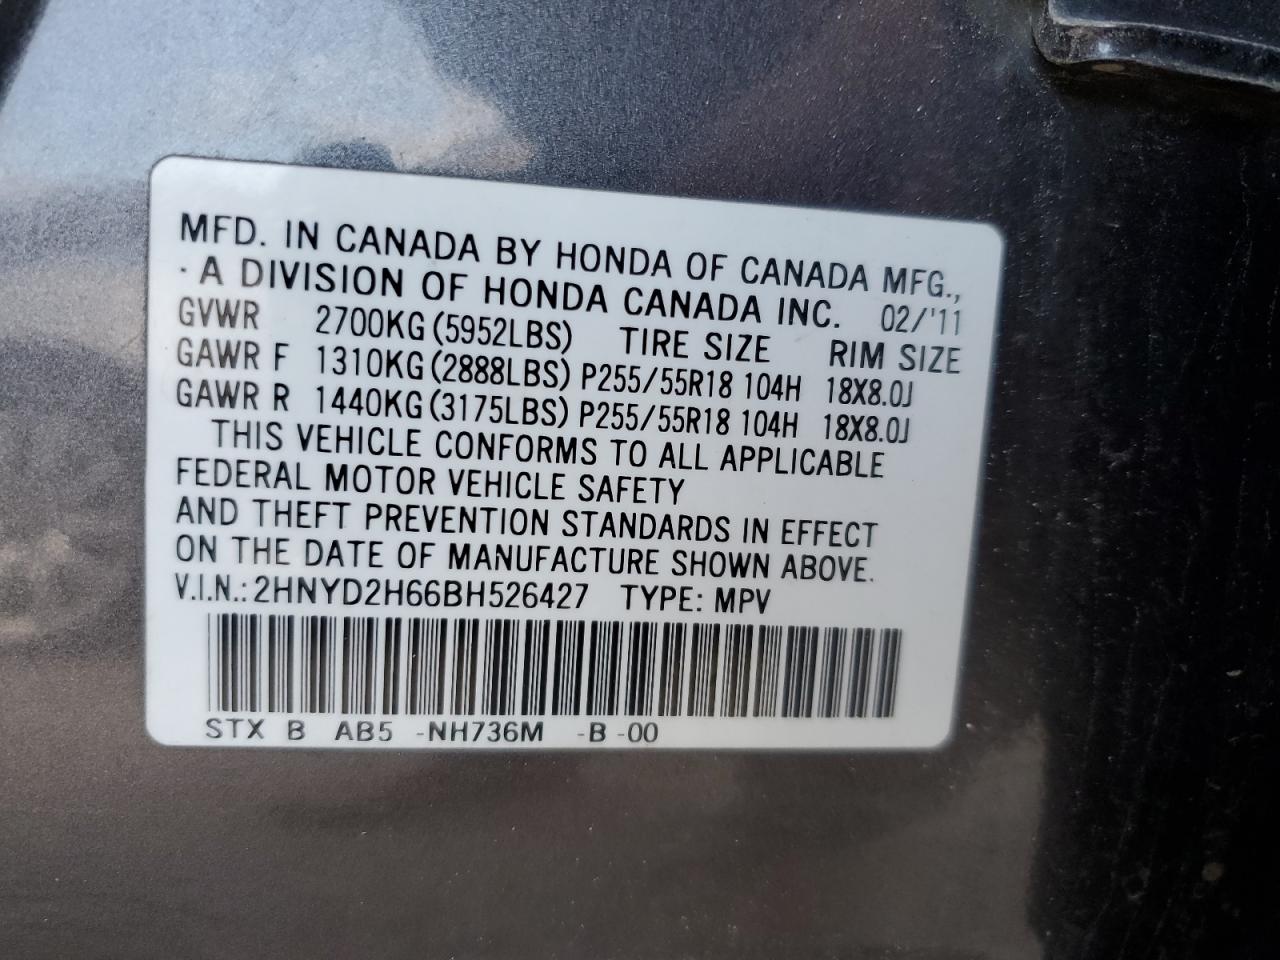 MFD. IN CANADA BY HONDA OF CANADA MFG.,
· A DIVISION OF HONDA CANADA INC. 02/'11
GVWR 2700KG (5952LBS) TIRE SIZE RIM SIZE
GAWR F 1310KG (2888LBS) P255/55R18 104H 18X8.0J
GAWR R 1440KG (3175LBS) P255/55R18 104H 18X8.0J
THIS VEHICLE CONFORMS TO ALL APPLICABLE
FEDERAL MOTOR VEHICLE SAFETY
AND THEFT PREVENTION STANDARDS IN EFFECT
ON THE DATE OF MANUFACTURE SHOWN ABOVE.
V.I.N.: 2HNYD2H66BH526427 TYPE: MPV
STX B AB5 -NH736M -B -00